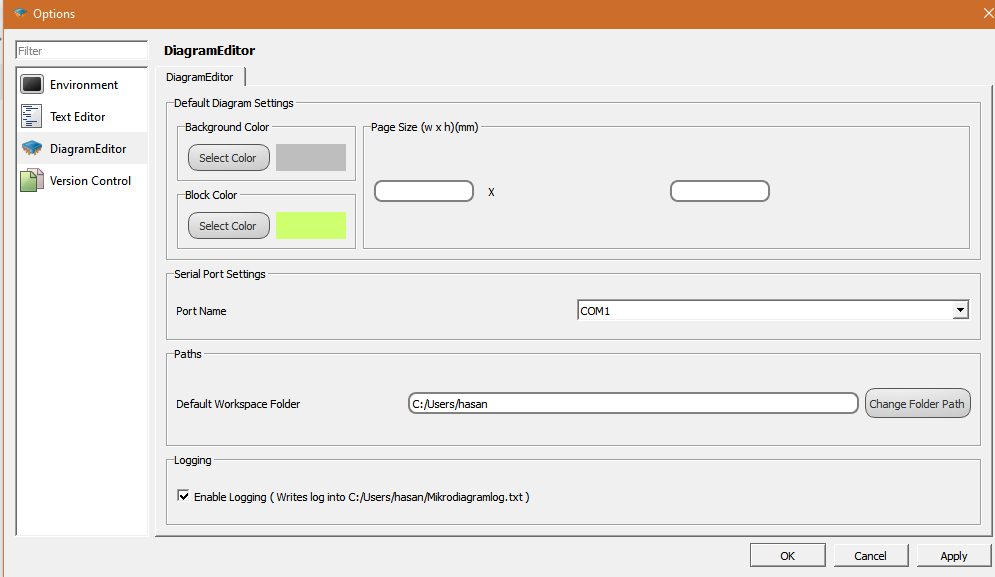 Options
Filter
Environment
Text Editor
DiagramEditor
Version Control
DiagramEditor
DiagramEditor
Default Diagram Settings
Background Color
Select Color
Block Color
Select Color
Page Size (w x h)(mm)
X
Serial Port Settings
Port Name
COM1
Paths
Default Workspace Folder
C:/Users/hasan
Change Folder Path
Logging
Enable Logging ( Writes log into C:/Users/hasan/Mikrodiagramlog.txt )
OK
Cancel
Apply